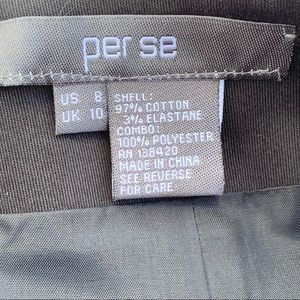 per se
US 8
UK 10
SHELL:
97% COTTON
3% ELASTANE
COMBO:
100% POLYESTER
RN 138420
MADE IN CHINA
SEE REVERSE
FOR CARE